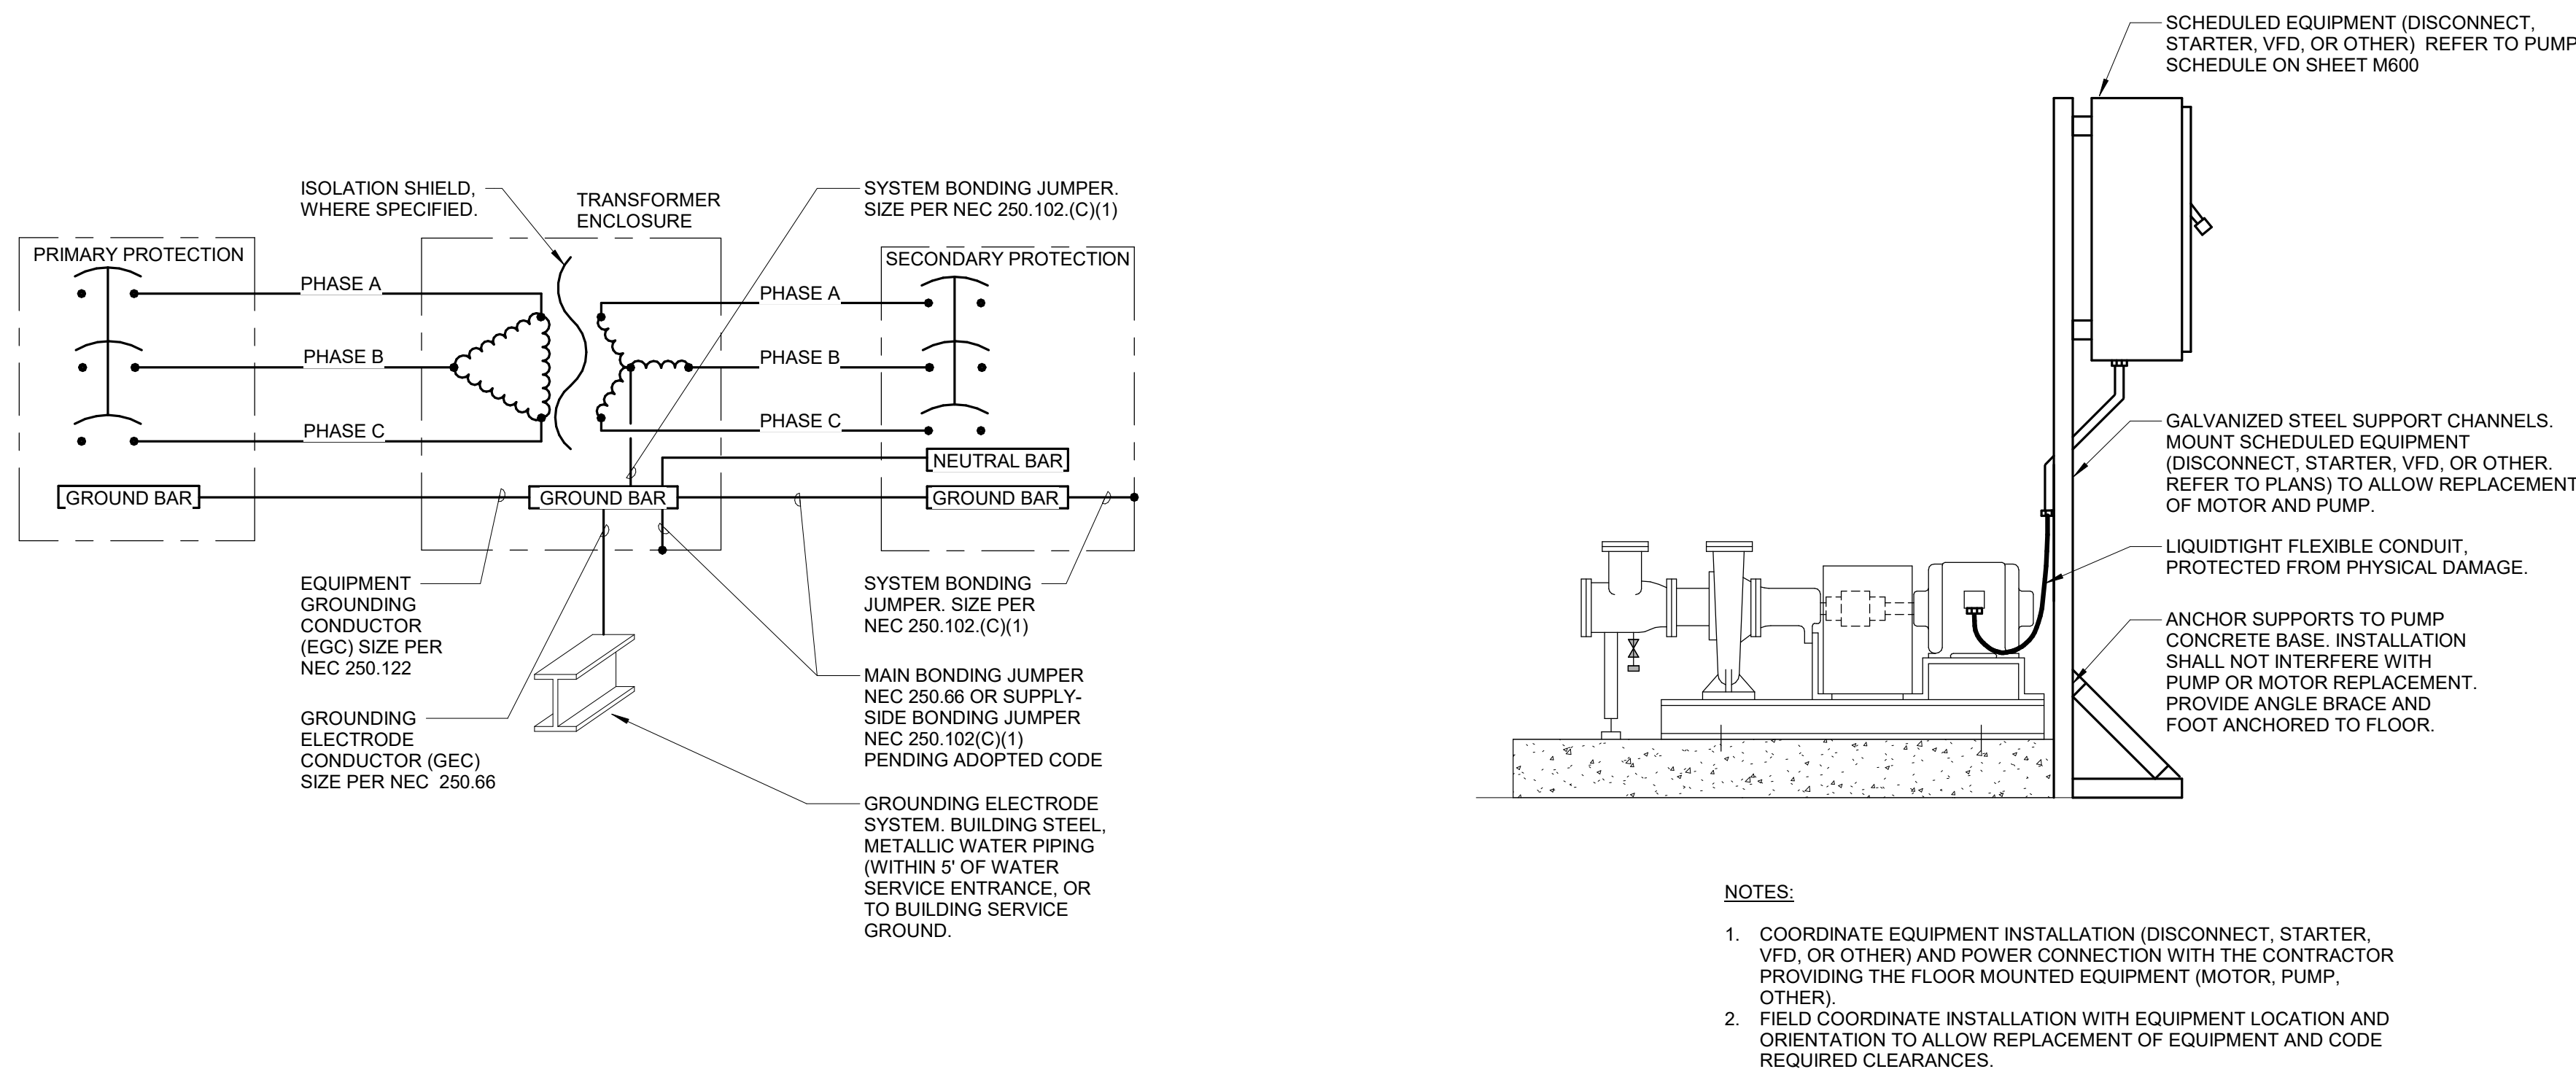 ISOLATION SHIELD,
WHERE SPECIFIED.
TRANSFORMER
ENCLOSURE
SYSTEM BONDING JUMPER.
SIZE PER NEC 250.102.(C)(1)
PRIMARY PROTECTION
SECONDARY PROTECTION
PHASE A
PHASE A
PHASE B
PHASE B
PHASE C
PHASE C
NEUTRAL BAR
GROUND BAR
GROUND BAR
GROUND BAR
EQUIPMENT
GROUNDING
CONDUCTOR
(EGC) SIZE PER
NEC 250.122
GROUNDING
ELECTRODE
CONDUCTOR (GEC)
SIZE PER NEC  250.66
SYSTEM BONDING
JUMPER. SIZE PER
NEC 250.102.(C)(1)
MAIN BONDING JUMPER
NEC 250.66 OR SUPPLY-
SIDE BONDING JUMPER
NEC 250.102(C)(1)
PENDING ADOPTED CODE
GROUNDING ELECTRODE
SYSTEM. BUILDING STEEL,
METALLIC WATER PIPING
(WITHIN 5' OF WATER
SERVICE ENTRANCE, OR
TO BUILDING SERVICE
GROUND.
SCHEDULED EQUIPMENT (DISCONNECT,
STARTER, VFD, OR OTHER)  REFER TO PUMP
SCHEDULE ON SHEET M600
GALVANIZED STEEL SUPPORT CHANNELS.
MOUNT SCHEDULED EQUIPMENT
(DISCONNECT, STARTER, VFD, OR OTHER.
REFER TO PLANS) TO ALLOW REPLACEMENT
OF MOTOR AND PUMP.
LIQUIDTIGHT FLEXIBLE CONDUIT,
PROTECTED FROM PHYSICAL DAMAGE.
ANCHOR SUPPORTS TO PUMP
CONCRETE BASE. INSTALLATION
SHALL NOT INTERFERE WITH
PUMP OR MOTOR REPLACEMENT.
PROVIDE ANGLE BRACE AND
FOOT ANCHORED TO FLOOR.
NOTES:
1. COORDINATE EQUIPMENT INSTALLATION (DISCONNECT, STARTER,
VFD, OR OTHER) AND POWER CONNECTION WITH THE CONTRACTOR
PROVIDING THE FLOOR MOUNTED EQUIPMENT (MOTOR, PUMP,
OTHER).
2. FIELD COORDINATE INSTALLATION WITH EQUIPMENT LOCATION AND
ORIENTATION TO ALLOW REPLACEMENT OF EQUIPMENT AND CODE
REQUIRED CLEARANCES.